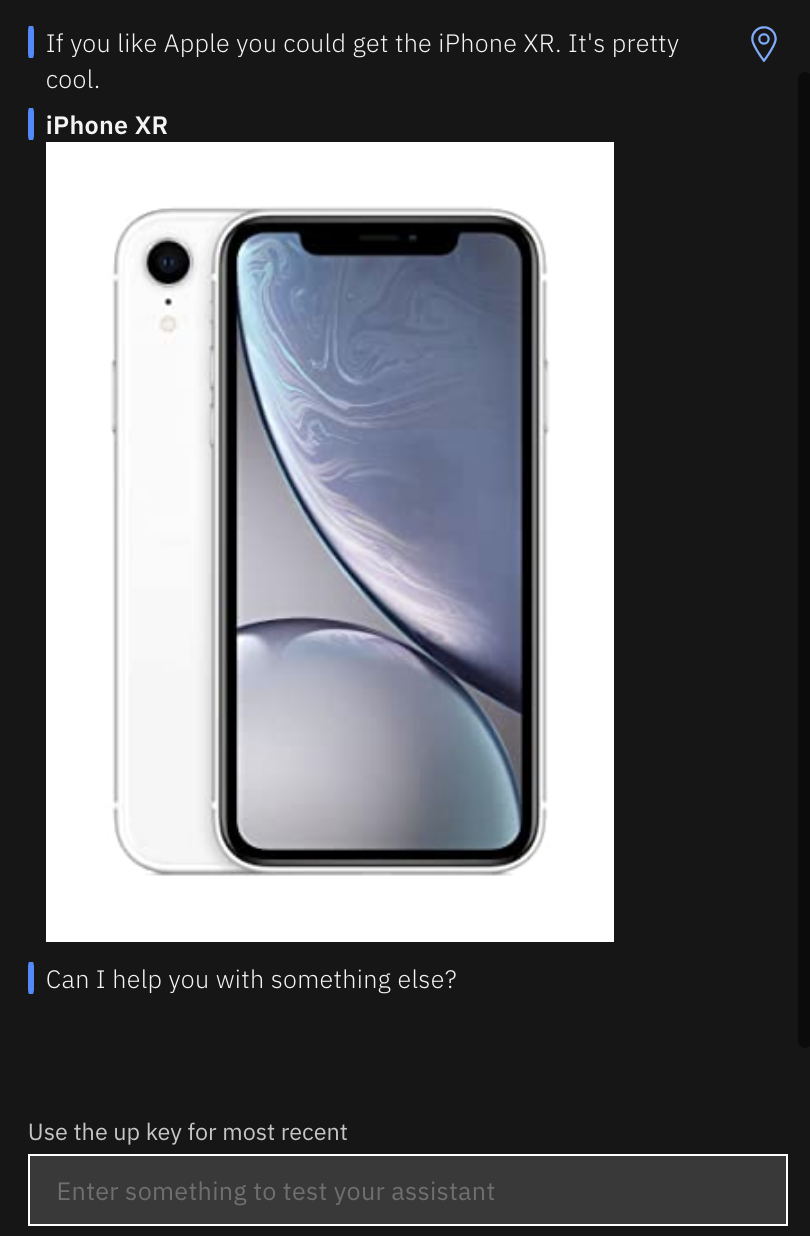 If you like Apple you could get the iPhone XR. It's pretty
cool.
iPhone XR
Can I help you with something else?
Use the up key for most recent
Enter something to test your assistant